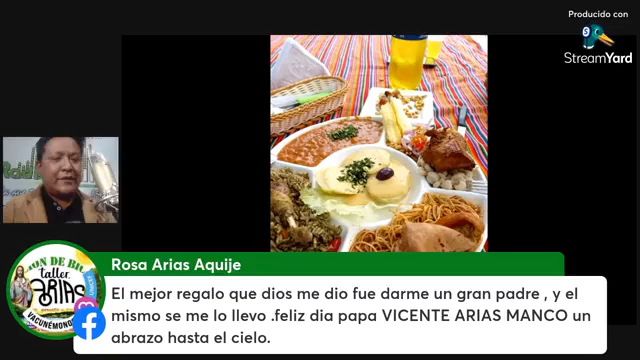 Producido con
StreamYard
Rosa Arias Aquije
El mejor regalo que dios me dio fue darme un gran padre , y el
mismo se me lo llevo .feliz dia papa VICENTE ARIAS MANCO un
abrazo hasta el cielo.
taller
ARIAS